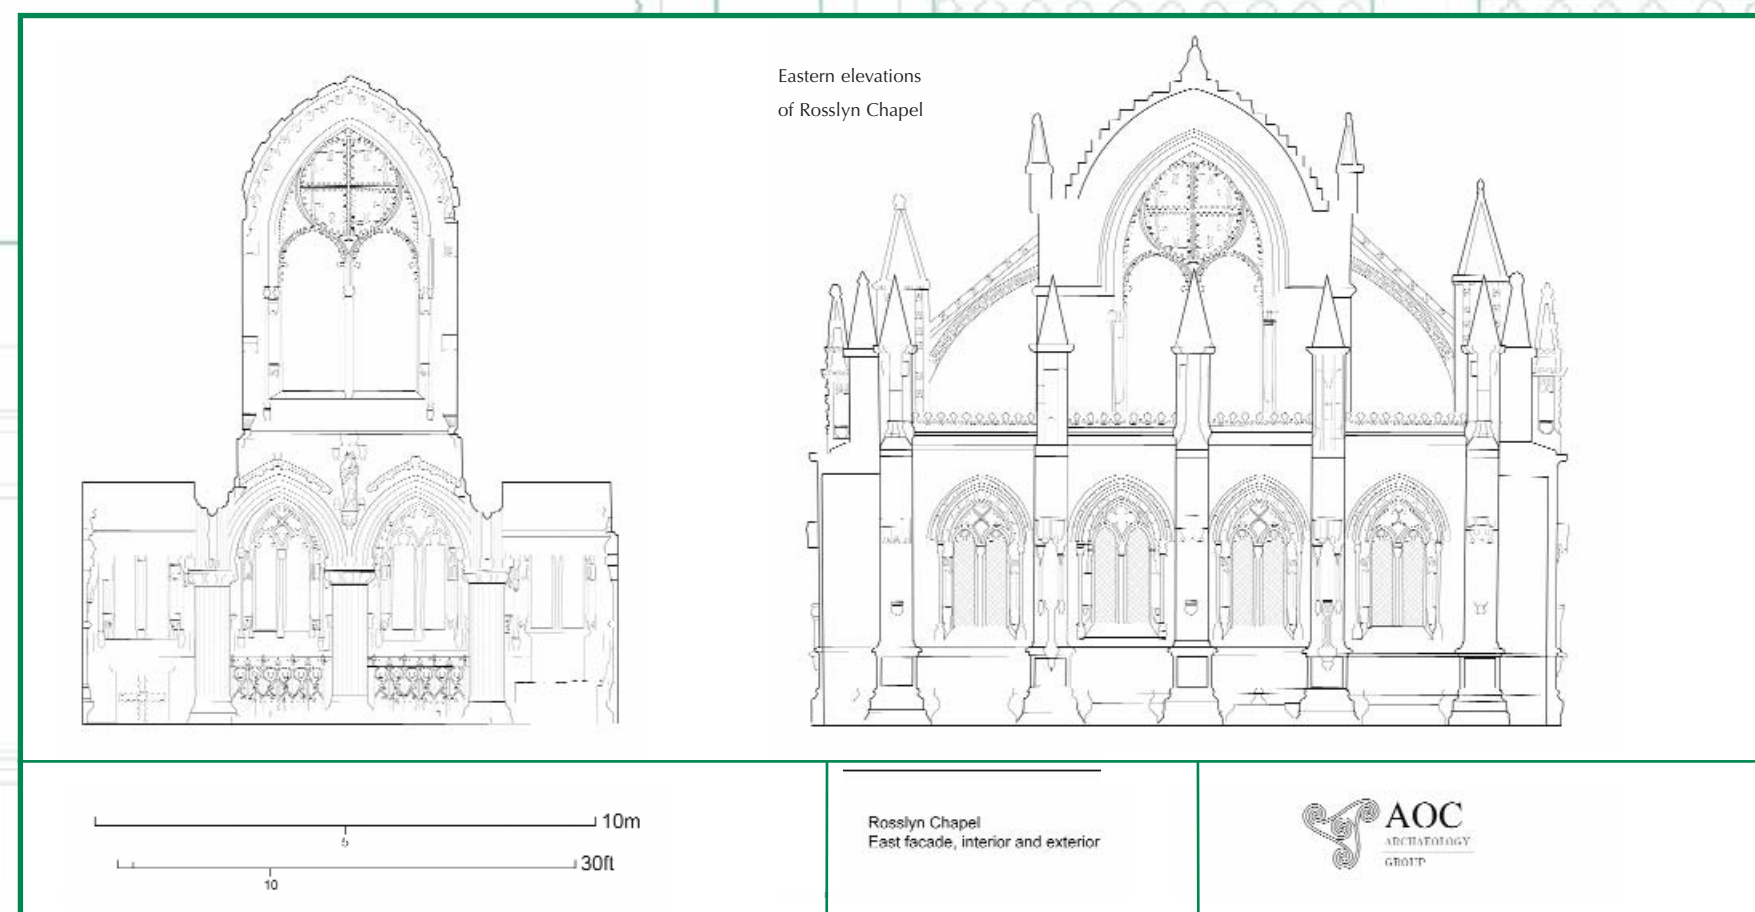 Eastern elevations
of Rosslyn Chapel
10m
5
30ft
10
Rosslyn Chapel
East facade, interior and exterior
AOC
ARCHAEOLOGY
GROUP